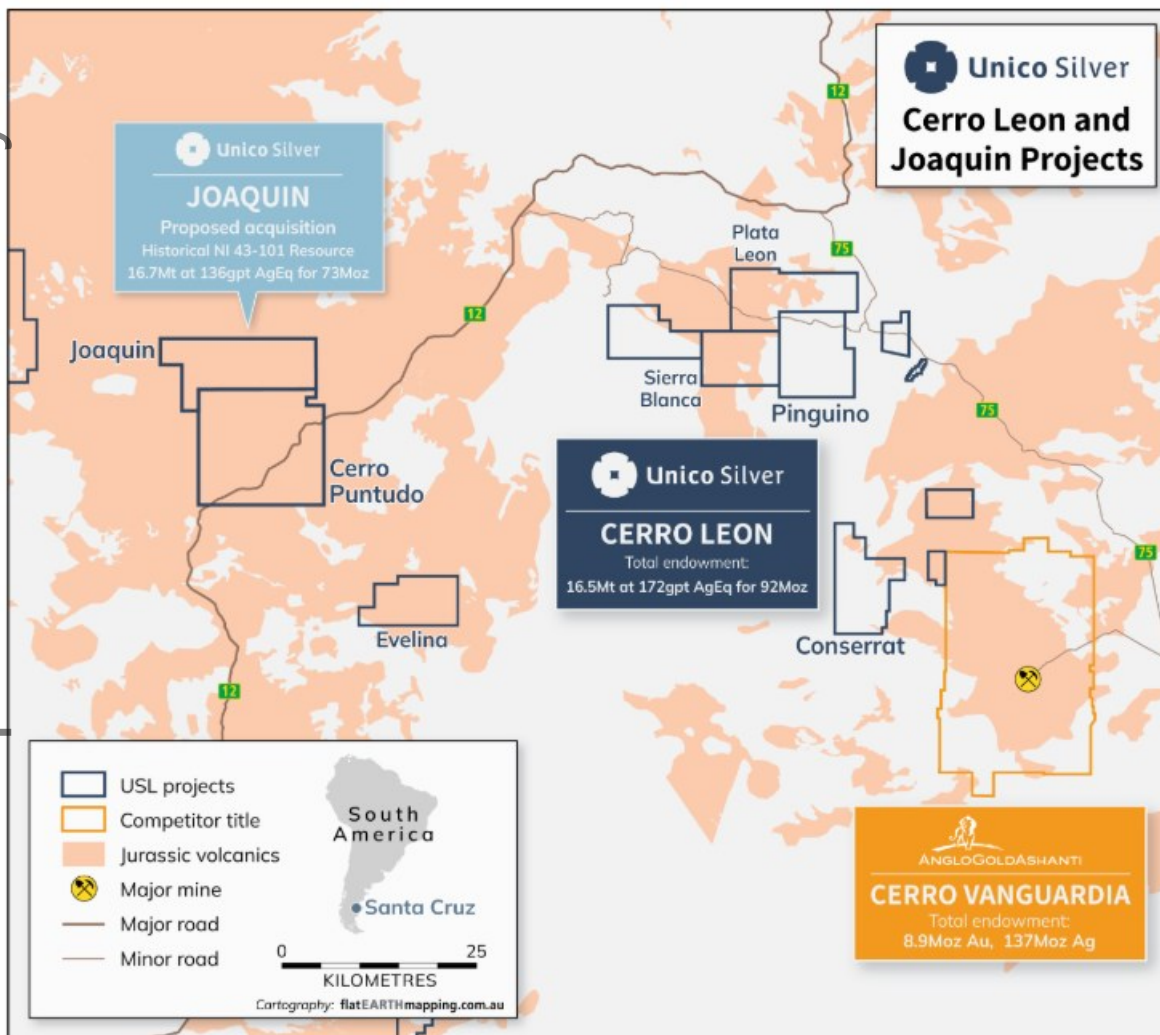 Unico Silver
Cerro Leon and
Joaquin Projects
12
Unico Silver
JOAQUIN
Proposed acquisition
Historical NI 43-101 Resource
16.7Mt at 136gpt AgEq for 73Moz
Plata
Leon
75
12
Joaquin
Sierra
Blanca
Pinguino
75
Cerro
Puntudo
Unico Silver
CERRO LEON
Total endowment:
16.5Mt at 172gpt AgEq for 92Moz
75
Evelina
Conserrat
12
USL projects
Competitor title
Jurassic volcanics
Major mine
Major road
Minor road
South
America
Santa Cruz
0 25
KILOMETRES
Cartography: flatEARTHmapping.com.au
ANGLOGOLDASHANTI
CERRO VANGUARDIA
Total endowment:
8.9Moz Au, 137Moz Ag